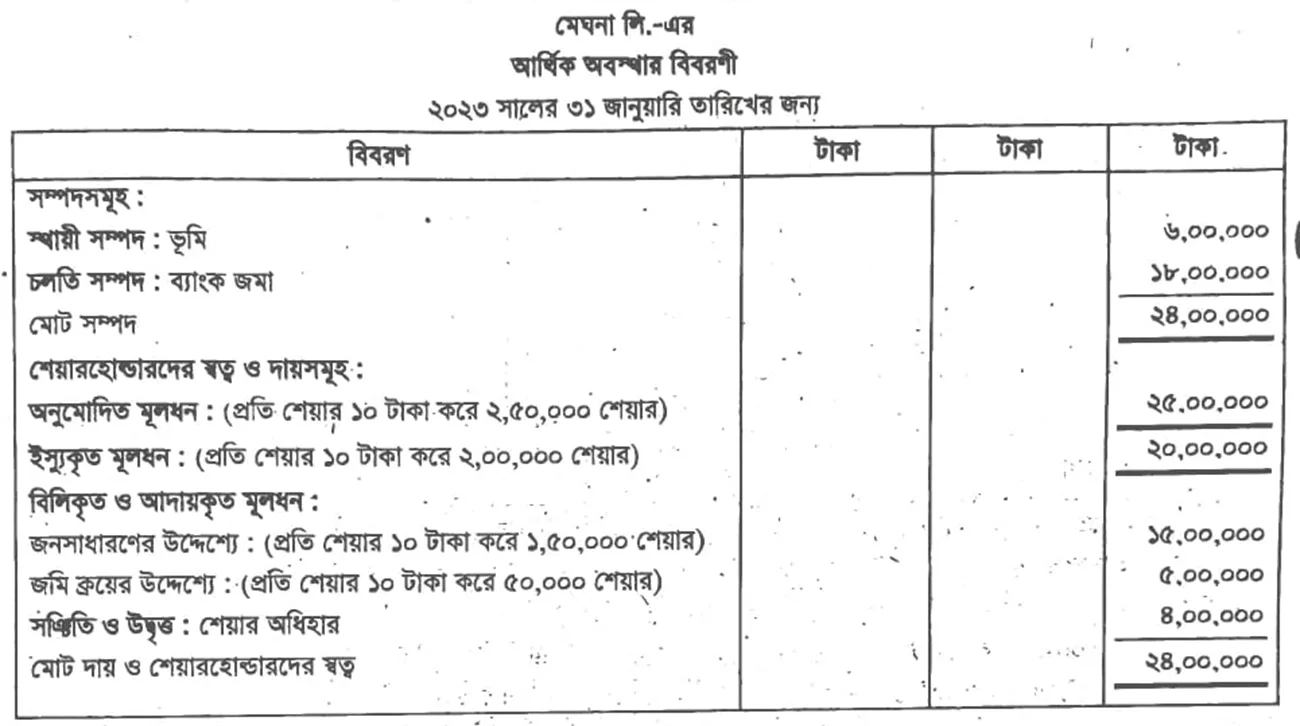 মেঘনা লি.-এর
আর্থিক অবস্থার বিবরণী
২০২৩ সালের ৩১ জানুয়ারি তারিখের জন্য
বিবরণ টাকা টাকা টাকা
সম্পদসমূহ :
স্থায়ী সম্পদ : ভূমি ৬,০০,০০০
চলতি সম্পদ : ব্যাংক জমা ১৮,০০,০০০
মোট সম্পদ ২৪,০০,০০০
শেয়ারহোল্ডারদের স্বত্ব ও দায়সমূহ :
অনুমোদিত মূলধন : (প্রতি শেয়ার ১০ টাকা করে ২,৫০,০০০ শেয়ার) ২৫,০০,০০০
ইস্যুকৃত মূলধন : (প্রতি শেয়ার ১০ টাকা করে ২,০০,০০০ শেয়ার) ২০,০০,০০০
বিলিকৃত ও আদায়কৃত মূলধন :
জনসাধারণের উদ্দেশ্যে : (প্রতি শেয়ার ১০ টাকা করে ১,৫০,০০০ শেয়ার) ১৫,০০,০০০
জমি ক্রয়ের উদ্দেশ্যে : (প্রতি শেয়ার ১০ টাকা করে ৫০,০০০ শেয়ার) ৫,০০,০০০
সঞ্চিতি ও উদ্বৃত্ত : শেয়ার অধিহার ৪,০০,০০০
মোট দায় ও শেয়ারহোল্ডারদের স্বত্ব ২৪,০০,০০০